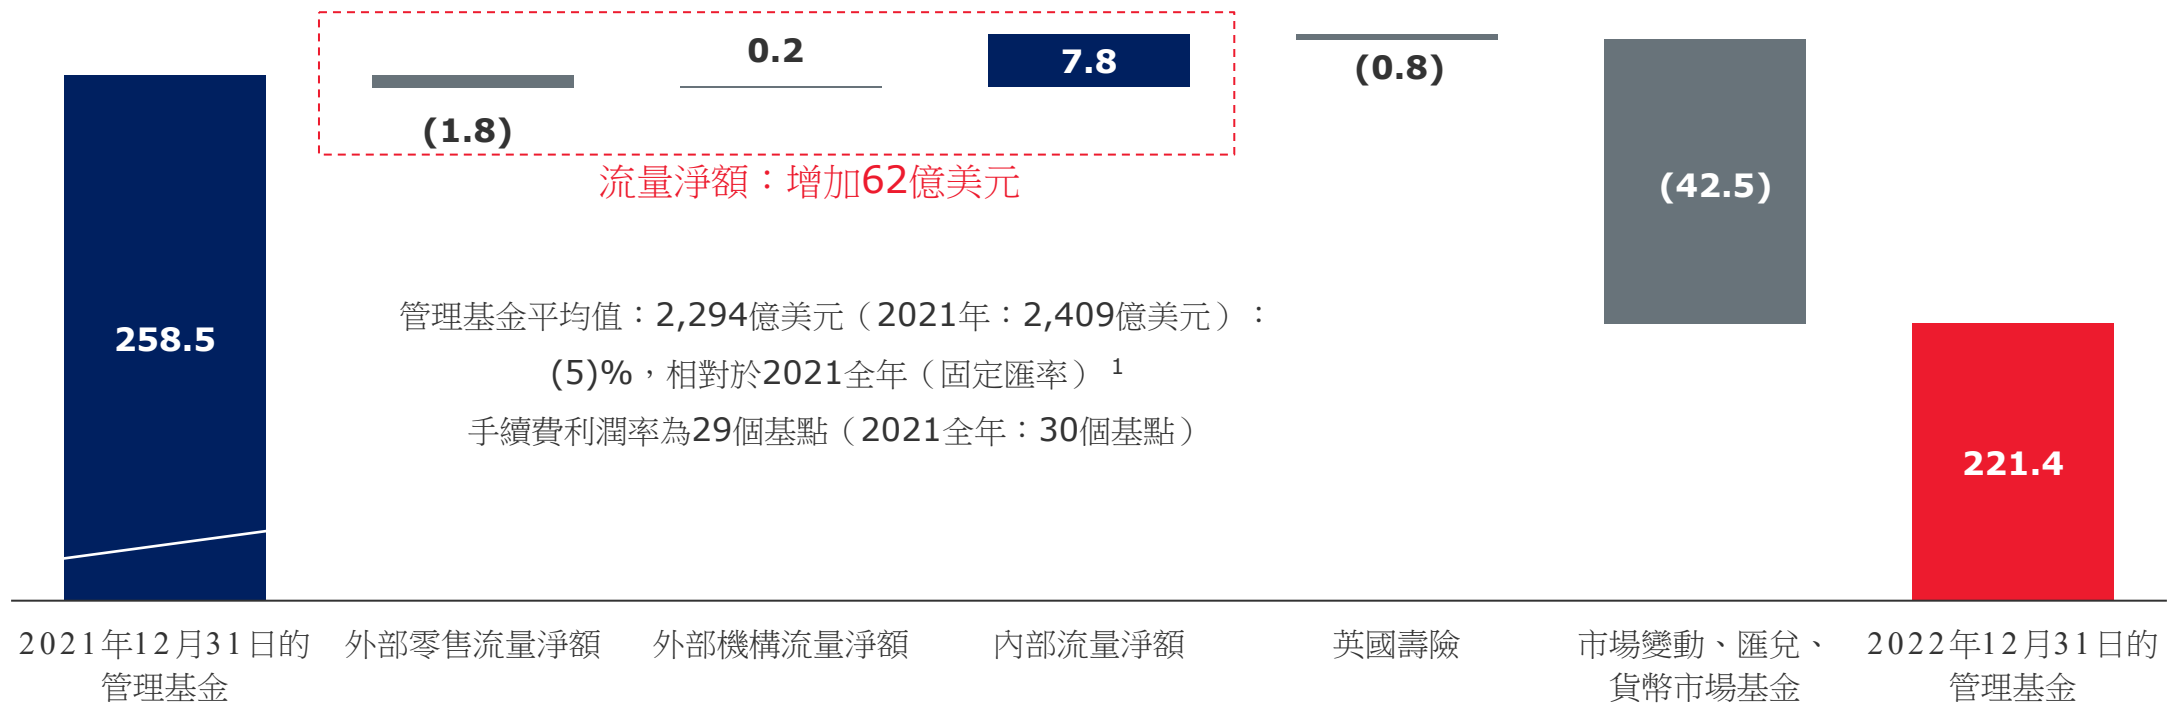 258.5
(1.8)
0.2
7.8
(0.8)
(42.5)
221.4
流量淨額：增加62億美元
管理基金平均值：2,294億美元（2021年：2,409億美元）：
(5)%，相對於2021全年（固定匯率） 1
手續費利潤率為29個基點（2021全年：30個基點）
2021年12月31日的
管理基金
外部零售流量淨額
外部機構流量淨額
內部流量淨額
英國壽險
市場變動、匯兌、
貨幣市場基金
2022年12月31日的
管理基金